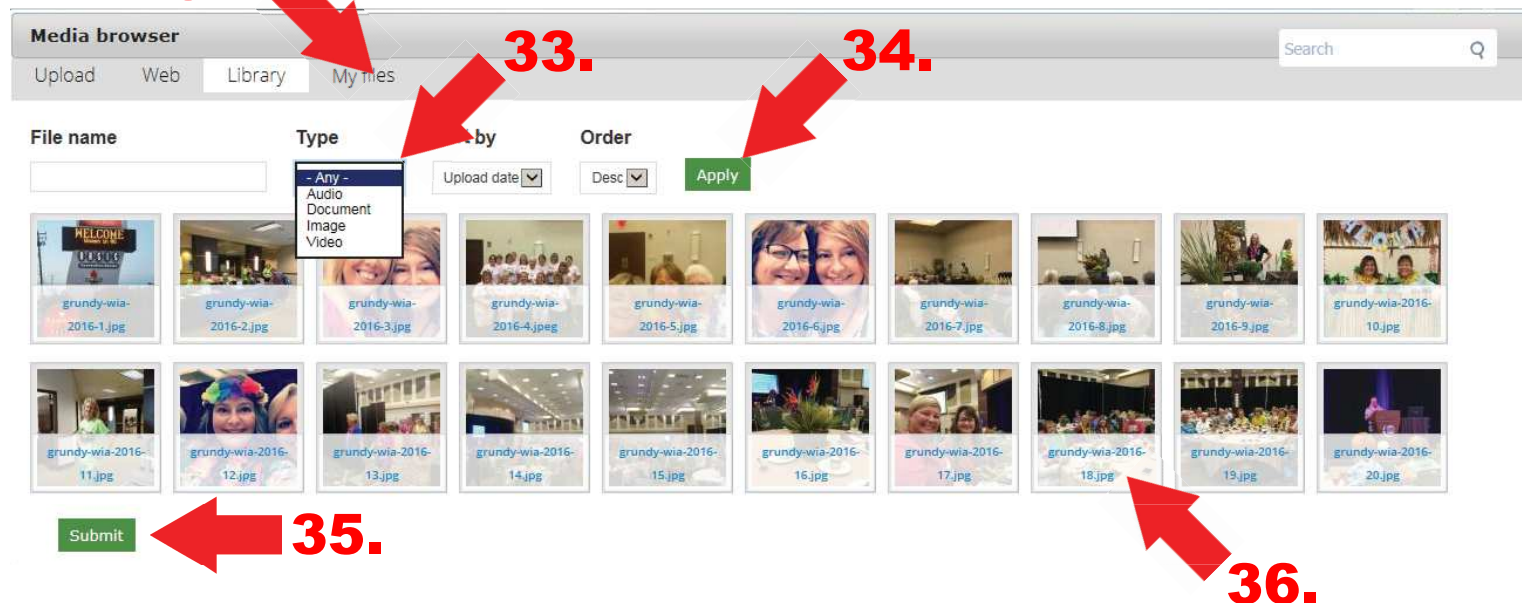 Media browser
33.
34.
Search
Upload Web Library My files
File name Type by Order
- Any -
Audio
Document
Image
Video
Upload date
Desc
Apply
WELCOME
OASIS
grundy-wia-
2016-1.jpg
grundy-wia-
2016-2.jpg
grundy-wia-
2016-3.jpg
grundy-wia-
2016-4.jpeg
grundy-wia-
2016-5.jpg
grundy-wia-
2016-6.jpg
grundy-wia-
2016-7.jpg
grundy-wia-
2016-8.jpg
grundy-wia-
2016-9.jpg
grundy-wia-2016-
10.jpg
grundy-wia-2016-
11.jpg
grundy-wia-2016-
12.jpg
grundy-wia-2016-
13.jpg
grundy-wia-2016-
14.jpg
grundy-wia-2016-
15.jpg
grundy-wia-2016-
16.jpg
grundy-wia-2016-
17.jpg
grundy-wia-2016-
18.jpg
grundy-wia-2016-
19.jpg
grundy-wia-2016-
20.jpg
Submit
35.
36.